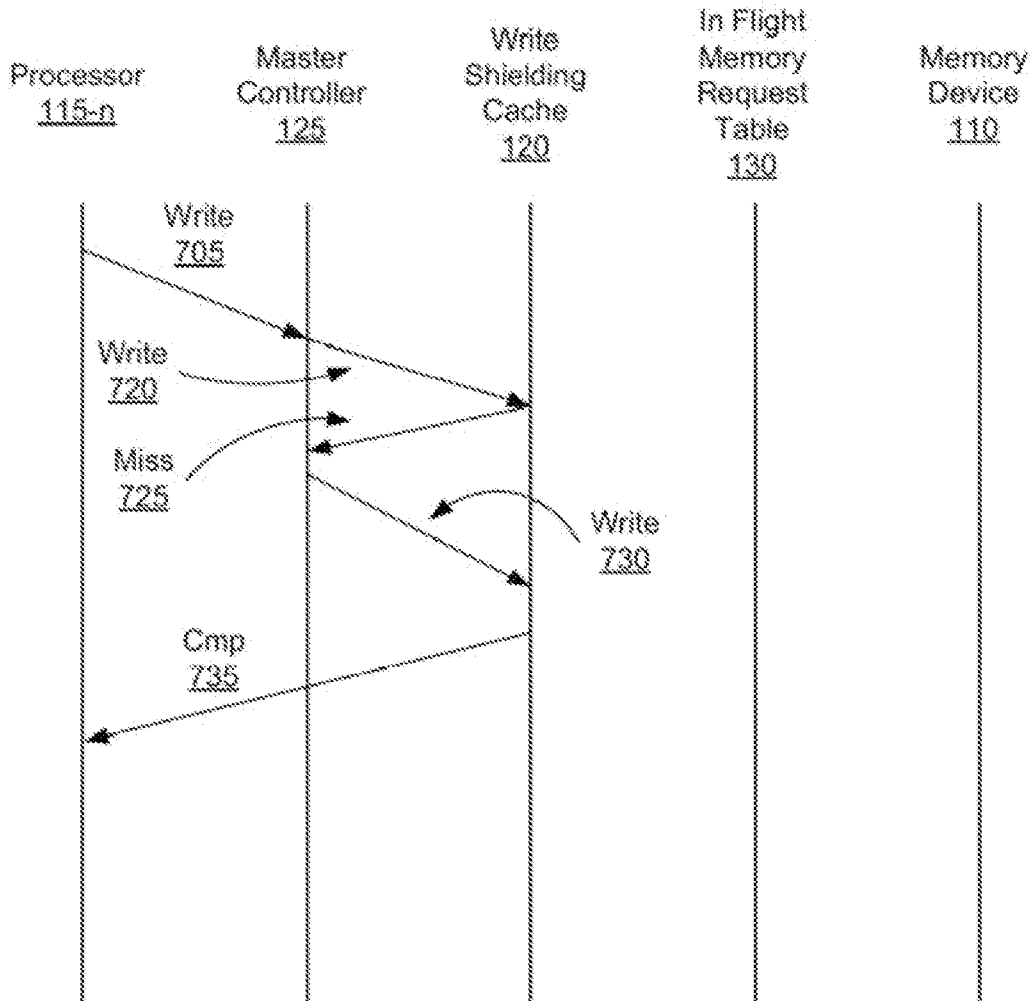 Processor
115-n
Master
Controller
125
Write
Shielding
Cache
120
In Flight
Memory
Request
Table
130
Memory
Device
110
Write
705
Write
720
Miss
725
Write
730
Cmp
735